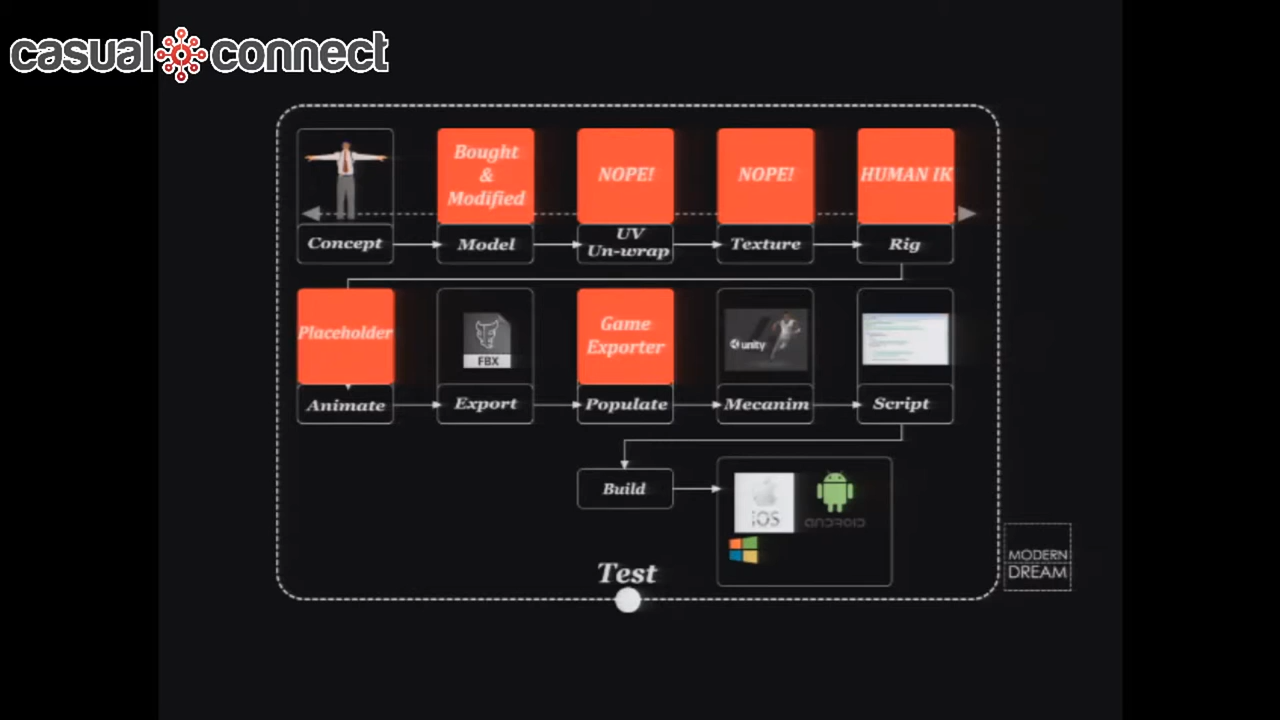 casual connect
Bought
&
Modified
NOPE!
NOPE!
HUMAN IK
Concept
Model
UV
Un-wrap
Texture
Rig
Placeholder
FBX
Game
Exporter
unity
Animate
Export
Populate
Mecanim
Script
Build
iOS
ANDROID
Test
MODERN
DREAM